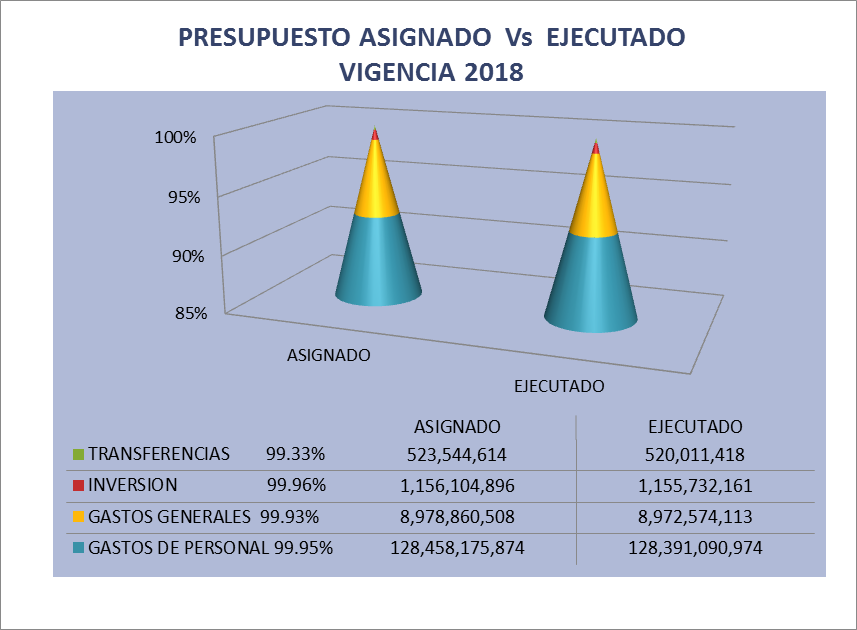 PRESUPUESTO ASIGNADO Vs EJECUTADO
VIGENCIA 2018
100%
95%
90%
85%
ASIGNADO
EJECUTADO
ASIGNADO EJECUTADO
TRANSFERENCIAS 99.33% 523,544,614 520,011,418
INVERSION 99.96% 1,156,104,896 1,155,732,161
GASTOS GENERALES 99.93% 8,978,860,508 8,972,574,113
GASTOS DE PERSONAL 99.95% 128,458,175,874 128,391,090,974